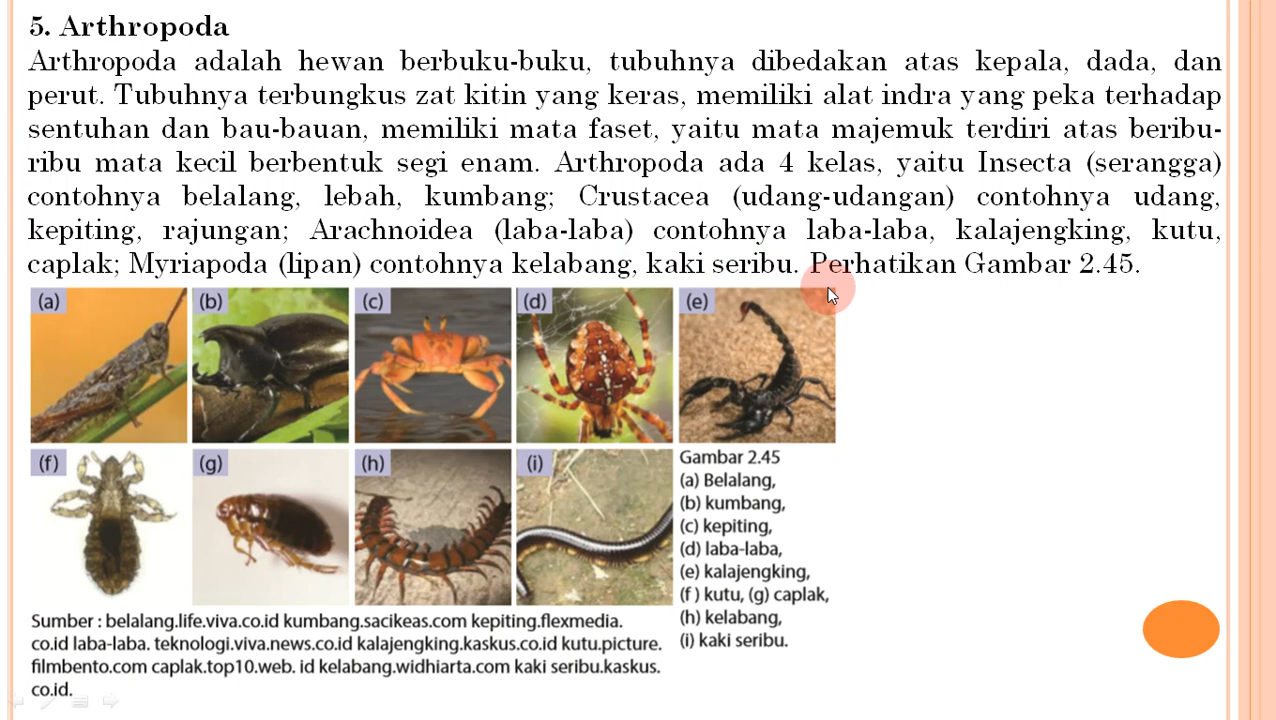 5. Arthropoda
Arthropoda adalah hewan berbuku-buku, tubuhnya dibedakan atas kepala, dada, dan
perut. Tubuhnya terbungkus zat kitin yang keras, memiliki alat indra yang peka terhadap
sentuhan dan bau-bauan, memiliki mata faset, yaitu mata majemuk terdiri atas beribu-
ribu mata kecil berbentuk segi enam. Arthropoda ada 4 kelas, yaitu Insecta (serangga)
contohnya belalang, lebah, kumbang; Crustacea (udang-udangan) contohnya udang,
kepiting, rajungan; Arachnoidea (laba-laba) contohnya laba-laba, kalajengking, kutu,
caplak; Myriapoda (lipan) contohnya kelabang, kaki seribu. Perhatikan Gambar 2.45.
(a) (b) (c) (d) (e)
(f) (g) (h) (i)
Gambar 2.45
(a) Belalang,
(b) kumbang,
(c) kepiting,
(d) laba-laba,
(e) kalajengking,
(f ) kutu, (g) caplak,
(h) kelabang,
(i) kaki seribu.
Sumber : belalang.life.viva.co.id kumbang.sacikeas.com kepiting.flexmedia.
co.id laba-laba. teknologi.viva.news.co.id kalajengking.kaskus.co.id kutu.picture.
filmbento.com caplak.top10.web. id kelabang.widhiarta.com kaki seribu.kaskus.
co.id.